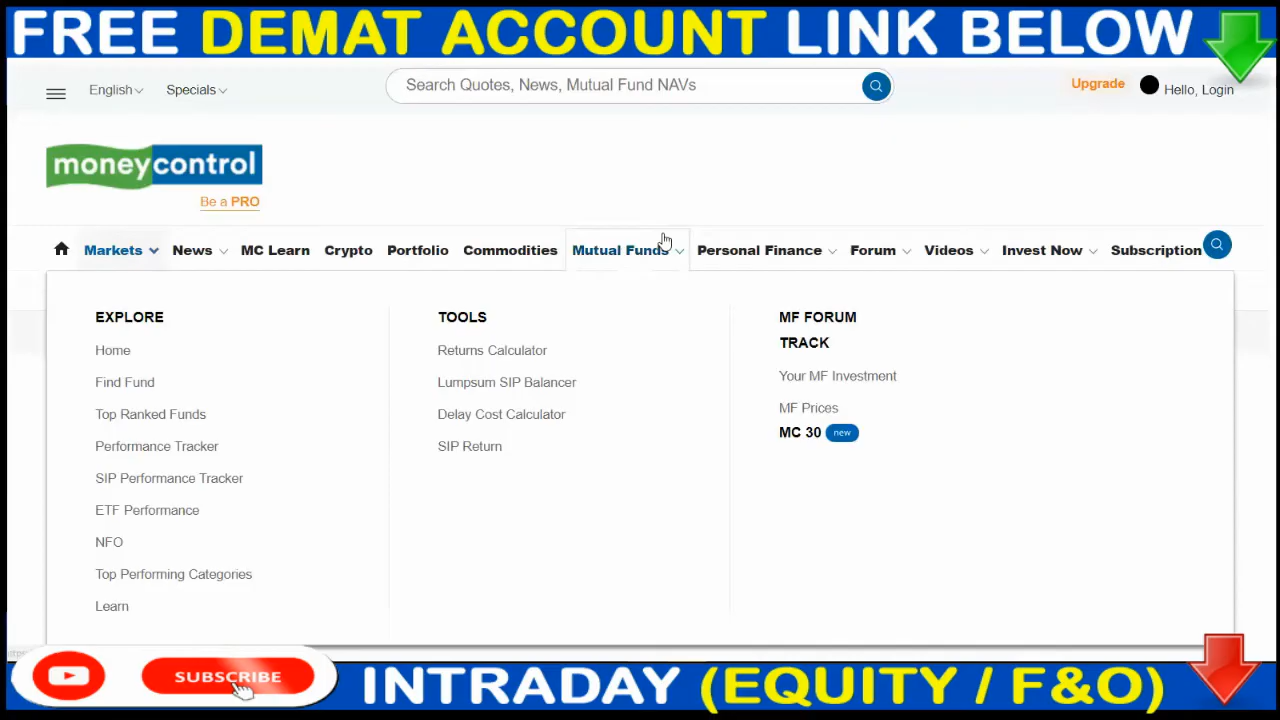 FREE DEMAT ACCOUNT LINK BELOW
English Specials Search Quotes, News, Mutual Fund NAVs Upgrade Hello, Login
moneycontrol
Be a PRO
Markets News MC Learn Crypto Portfolio Commodities Mutual Funds Personal Finance Forum Videos Invest Now Subscription
EXPLORE
Home
Find Fund
Top Ranked Funds
Performance Tracker
SIP Performance Tracker
ETF Performance
NFO
Top Performing Categories
Learn
TOOLS
Returns Calculator
Lumpsum SIP Balancer
Delay Cost Calculator
SIP Return
MF FORUM
TRACK
Your MF Investment
MF Prices
MC 30 new
SUBSCRIBE
INTRADAY (EQUITY / F&O)